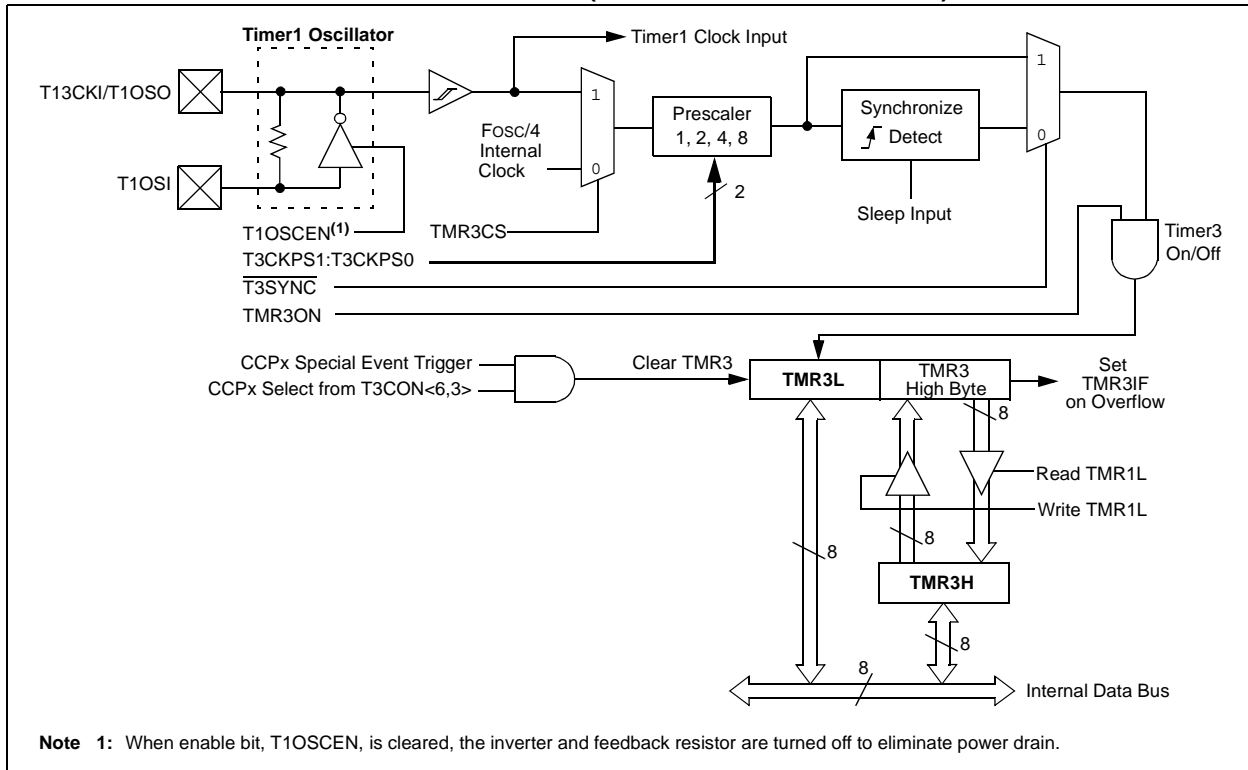 Timer1 Oscillator
Timer1 Clock Input
T13CKI/T1OSO
T1OSI
1
0
FOSC/4
Internal
Clock
Prescaler
1, 2, 4, 8
2
Synchronize
Detect
Sleep Input
1
0
T1OSCEN(1)
TMR3CS
T3CKPS1:T3CKPS0
T3SYNC
TMR3ON
Timer3
On/Off
CCPx Special Event Trigger
CCPx Select from T3CON<6,3>
Clear TMR3
TMR3L
TMR3
High Byte
Set
TMR3IF
on Overflow
8
Read TMR1L
Write TMR1L
8
8
TMR3H
8
8
Internal Data Bus
Note 1: When enable bit, T1OSCEN, is cleared, the inverter and feedback resistor are turned off to eliminate power drain.